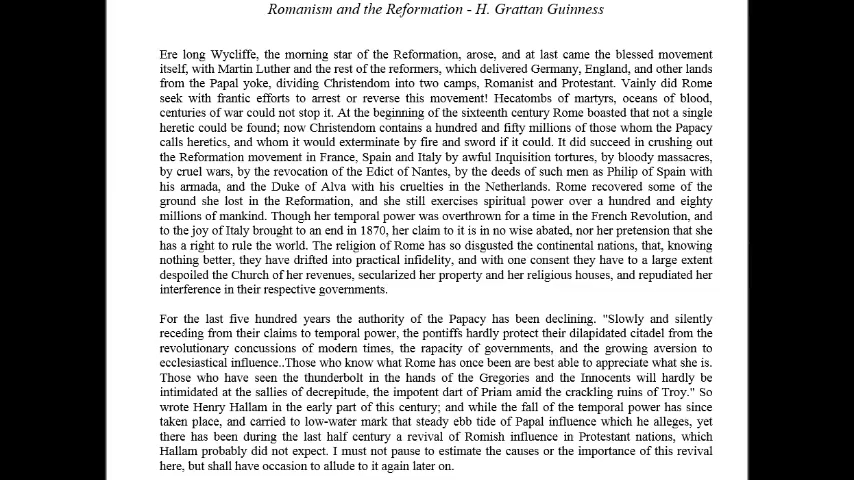 Romanism and the Reformation - H. Grattan Guinness
Ere long Wycliffe, the morning star of the Reformation, arose, and at last came the blessed movement
itself, with Martin Luther and the rest of the reformers, which delivered Germany, England, and other lands
from the Papal yoke, dividing Christendom into two camps, Romanist and Protestant. Vainly did Rome
seek with frantic efforts to arrest or reverse this movement! Hecatombs of martyrs, oceans of blood,
centuries of war could not stop it. At the beginning of the sixteenth century Rome boasted that not a single
heretic could be found; now Christendom contains a hundred and fifty millions of those whom the Papacy
calls heretics, and whom it would exterminate by fire and sword if it could. It did succeed in crushing out
the Reformation movement in France, Spain and Italy by awful Inquisition tortures, by bloody massacres,
by cruel wars, by the revocation of the Edict of Nantes, by the deeds of such men as Philip of Spain with
his armada, and the Duke of Alva with his cruelties in the Netherlands. Rome recovered some of the
ground she lost in the Reformation, and she still exercises spiritual power over a hundred and eighty
millions of mankind. Though her temporal power was overthrown for a time in the French Revolution, and
to the joy of Italy brought to an end in 1870, her claim to it is in no wise abated, nor her pretension that she
has a right to rule the world. The religion of Rome has so disgusted the continental nations, that, knowing
nothing better, they have drifted into practical infidelity, and with one consent they have to a large extent
despoiled the Church of her revenues, secularized her property and her religious houses, and repudiated her
interference in their respective governments.
For the last five hundred years the authority of the Papacy has been declining. "Slowly and silently
receding from their claims to temporal power, the pontiffs hardly protect their dilapidated citadel from the
revolutionary concussions of modern times, the rapacity of governments, and the growing aversion to
ecclesiastical influence..Those who know what Rome has once been are best able to appreciate what she is.
Those who have seen the thunderbolt in the hands of the Gregories and the Innocents will hardly be
intimidated at the sallies of decrepitude, the impotent dart of Priam amid the crackling ruins of Troy." So
wrote Henry Hallam in the early part of this century; and while the fall of the temporal power has since
taken place, and carried to low-water mark that steady ebb tide of Papal influence which he alleges, yet
there has been during the last half century a revival of Romish influence in Protestant nations, which
Hallam probably did not expect. I must not pause to estimate the causes or the importance of this revival
here, but shall have occasion to allude to it again later on.